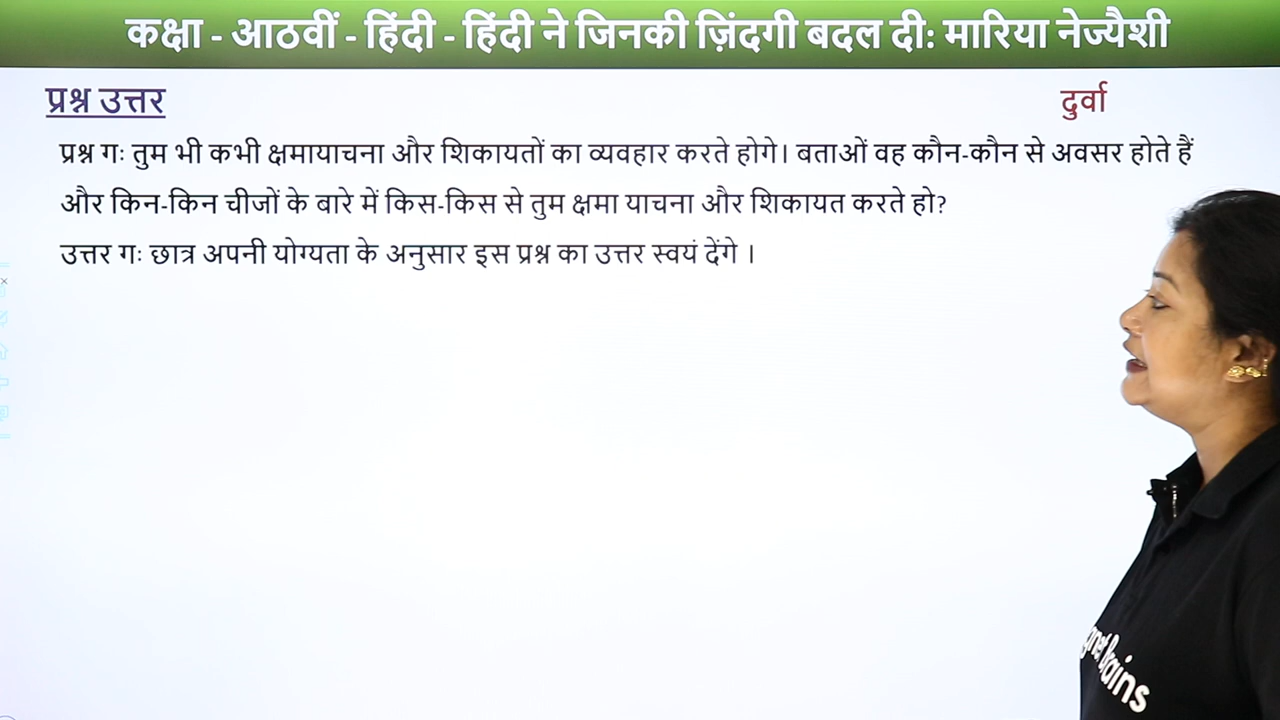 कक्षा - आठवीं - हिंदी - हिंदी ने जिनकी ज़िंदगी बदल दी: मारिया नेज्यैशी
प्रश्न उत्तर
दुर्वा
प्रश्न गः तुम भी कभी क्षमायाचना और शिकायतों का व्यवहार करते होगे। बताओं वह कौन-कौन से अवसर होते हैं
और किन-किन चीजों के बारे में किस-किस से तुम क्षमा याचना और शिकायत करते हो?
उत्तर गः छात्र अपनी योग्यता के अनुसार इस प्रश्न का उत्तर स्वयं देंगे ।